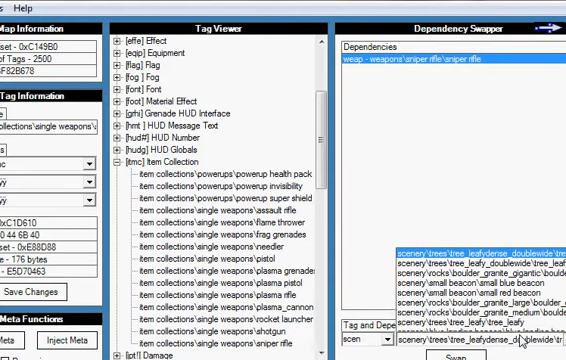 s Help
Map Information
set - 0xC149B0
of Tags - 2500
8F82B678
Tag Information
ollections\single weapons\
0xC1D610
0 44 6B 40
set - 0xE88D88
e - 176 bytes
- E5D70463
Save Changes
Meta Functions
Meta
Inject Meta
Tag Viewer
[effe] Effect
[eqip] Equipment
[flag] Flag
[fog ] Fog
[font] Font
[foot] Material Effect
[grhi] Grenade HUD Interface
[hmt ] HUD Message Text
[hud#] HUD Number
[hudg] HUD Globals
[itmc] Item Collection
item collections\powerups\powerup health pack
item collections\powerups\powerup invisibility
item collections\powerups\powerup super shield
item collections\single weapons\assault rifle
item collections\single weapons\flame thrower
item collections\single weapons\frag grenades
item collections\single weapons\needler
item collections\single weapons\pistol
item collections\single weapons\plasma grenades
item collections\single weapons\plasma pistol
item collections\single weapons\plasma rifle
item collections\single weapons\plasma_cannon
item collections\single weapons\rocket launcher
item collections\single weapons\shotgun
item collections\single weapons\sniper rifle
[jpt!] Damage
Dependency Swapper
Dependencies
weap - weapons\sniper rifle\sniper rifle
scenery\trees\tree_leafydense_doublewide\tre
scenery\trees\tree_leafy_doublewide\tree_leaf
scenery\rocks\boulder_granite_gigantic\boulde
scenery\small beacon\small blue beacon
scenery\small beacon\small red beacon
scenery\rocks\boulder_granite_large\boulder_
scenery\rocks\boulder_granite_medium\boulder
scenery\trees\tree_leafy\tree_leafy
Tag and Depe
scen
scenery\trees\tree_leafydense_doublewide\tr
Swap